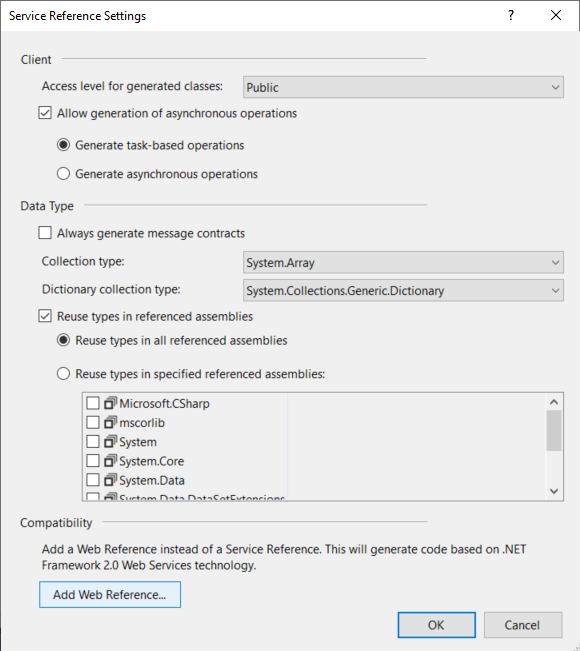 Service Reference Settings
Client
Access level for generated classes: Public
Allow generation of asynchronous operations
Generate task-based operations
Generate asynchronous operations
Data Type
Always generate message contracts
Collection type: System.Array
Dictionary collection type: System.Collections.Generic.Dictionary
Reuse types in referenced assemblies
Reuse types in all referenced assemblies
Reuse types in specified referenced assemblies:
Microsoft.CSharp
mscorlib
System
System.Core
System.Data
System.Data.DataSetExtensions
Compatibility
Add a Web Reference instead of a Service Reference. This will generate code based on .NET
Framework 2.0 Web Services technology.
Add Web Reference...
OK Cancel